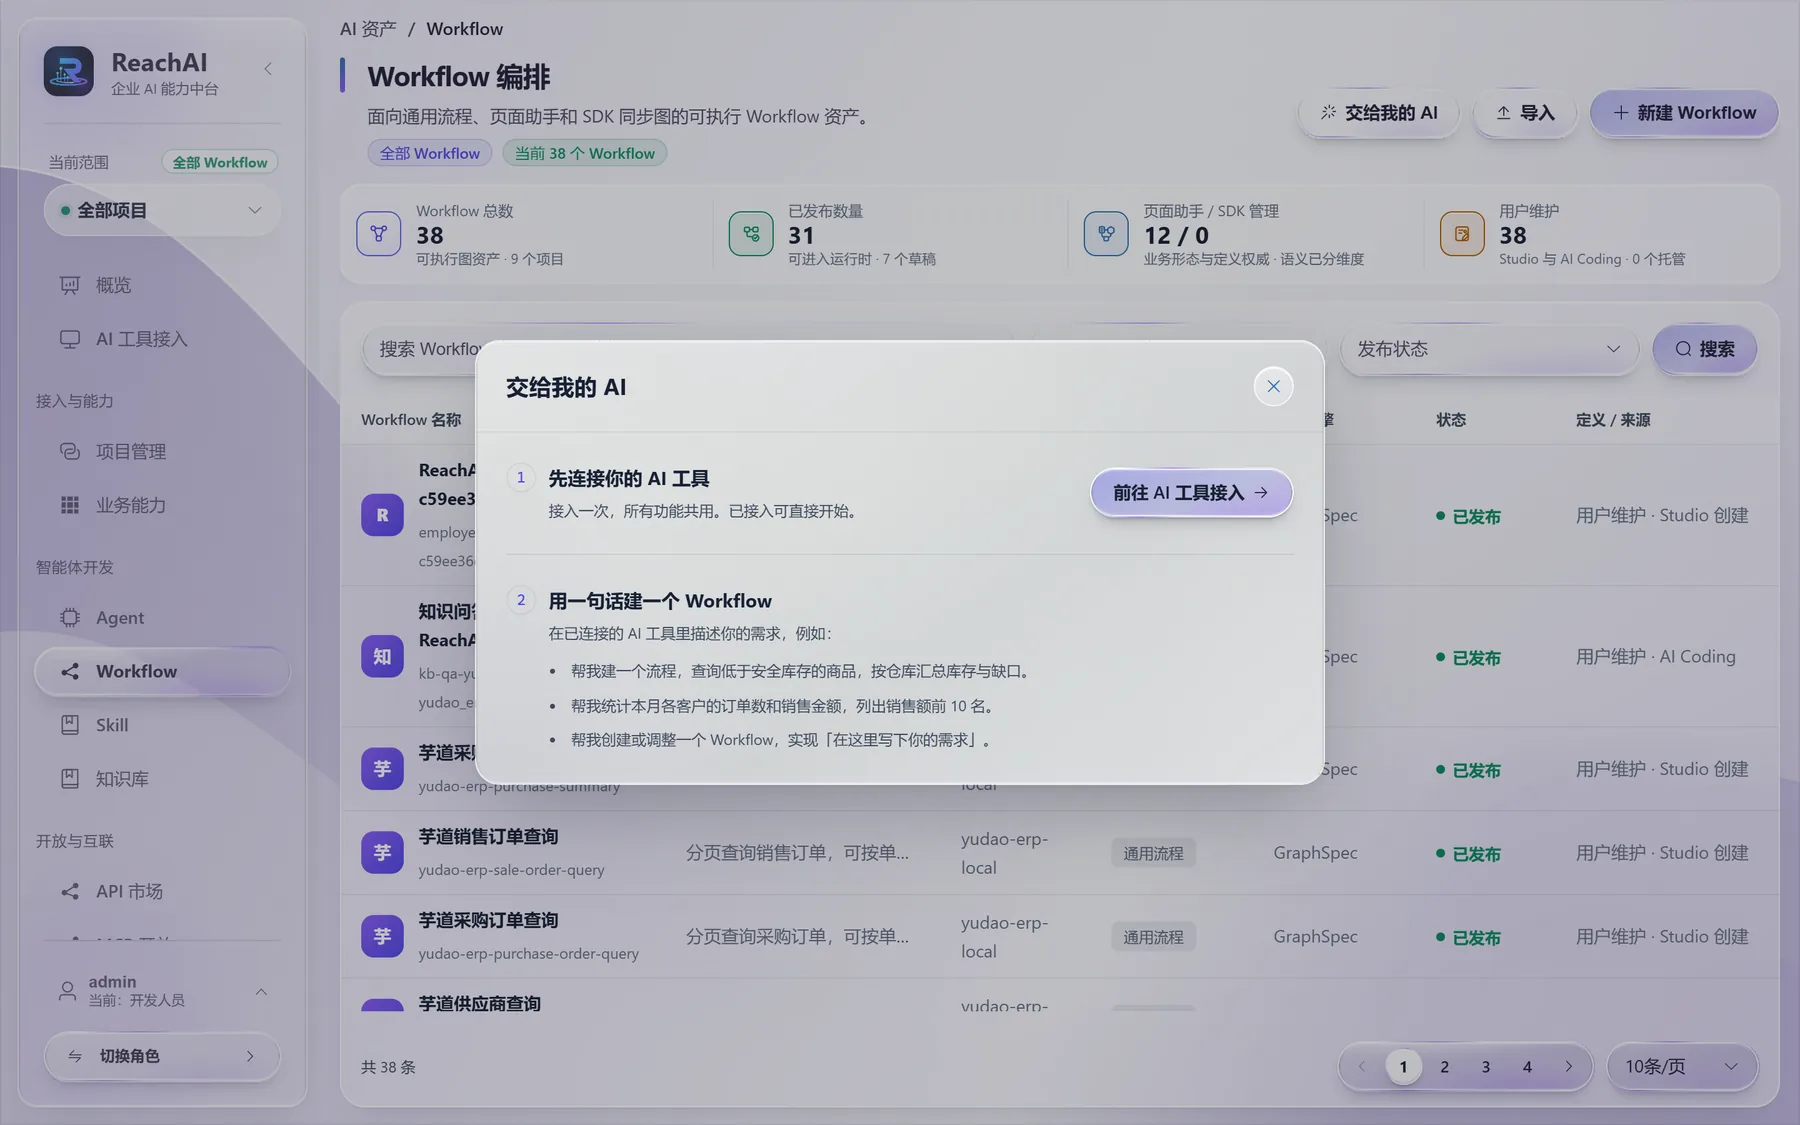 ReachAI
企业 AI 能力中台
当前范围
全部 Workflow
全部项目
概览
AI 工具接入
接入与能力
项目管理
业务能力
智能体开发
Agent
Workflow
Skill
知识库
开放与互联
API 市场
admin
当前：开发人员
切换角色
AI 资产 / Workflow
Workflow 编排
面向通用流程、页面助手和 SDK 同步图的可执行 Workflow 资产。
全部 Workflow
当前 38 个 Workflow
交给我的 AI
导入
新建 Workflow
Workflow 总数
38
可执行图资产 · 9 个项目
已发布数量
31
可进入运行时 · 7 个草稿
页面助手 / SDK 管理
12 / 0
业务形态与定义权威 · 语义已分维度
用户维护
38
Studio 与 AI Coding · 0 个托管
搜索
发布状态
搜索
Workflow 名称
状态
定义 / 来源
R
c59ee3
employe
c59ee36
已发布
用户维护 · Studio 创建
知
知识问
kb-qa-yu
yudao_e
已发布
用户维护 · AI Coding
芋
芋道采
yudao-erp-purchase-summary
local
已发布
用户维护 · Studio 创建
芋
芋道销售订单查询
yudao-erp-sale-order-query
分页查询销售订单，可按单...
yudao-erp-
local
通用流程
GraphSpec
已发布
用户维护 · Studio 创建
芋
芋道采购订单查询
yudao-erp-purchase-order-query
分页查询采购订单，可按单...
yudao-erp-
local
通用流程
GraphSpec
已发布
用户维护 · Studio 创建
芋道供应商查询
yudao-erp-
共 38 条
1
2
3
4
10条/页
交给我的 AI
1
先连接你的 AI 工具
接入一次，所有功能共用。已接入可直接开始。
前往 AI 工具接入 →
2
用一句话建一个 Workflow
在已连接的 AI 工具里描述你的需求，例如：
• 帮我建一个流程，查询低于安全库存的商品，按仓库汇总库存与缺口。
• 帮我统计本月各客户的订单数和销售金额，列出销售额前 10 名。
• 帮我创建或调整一个 Workflow，实现「在这里写下你的需求」。